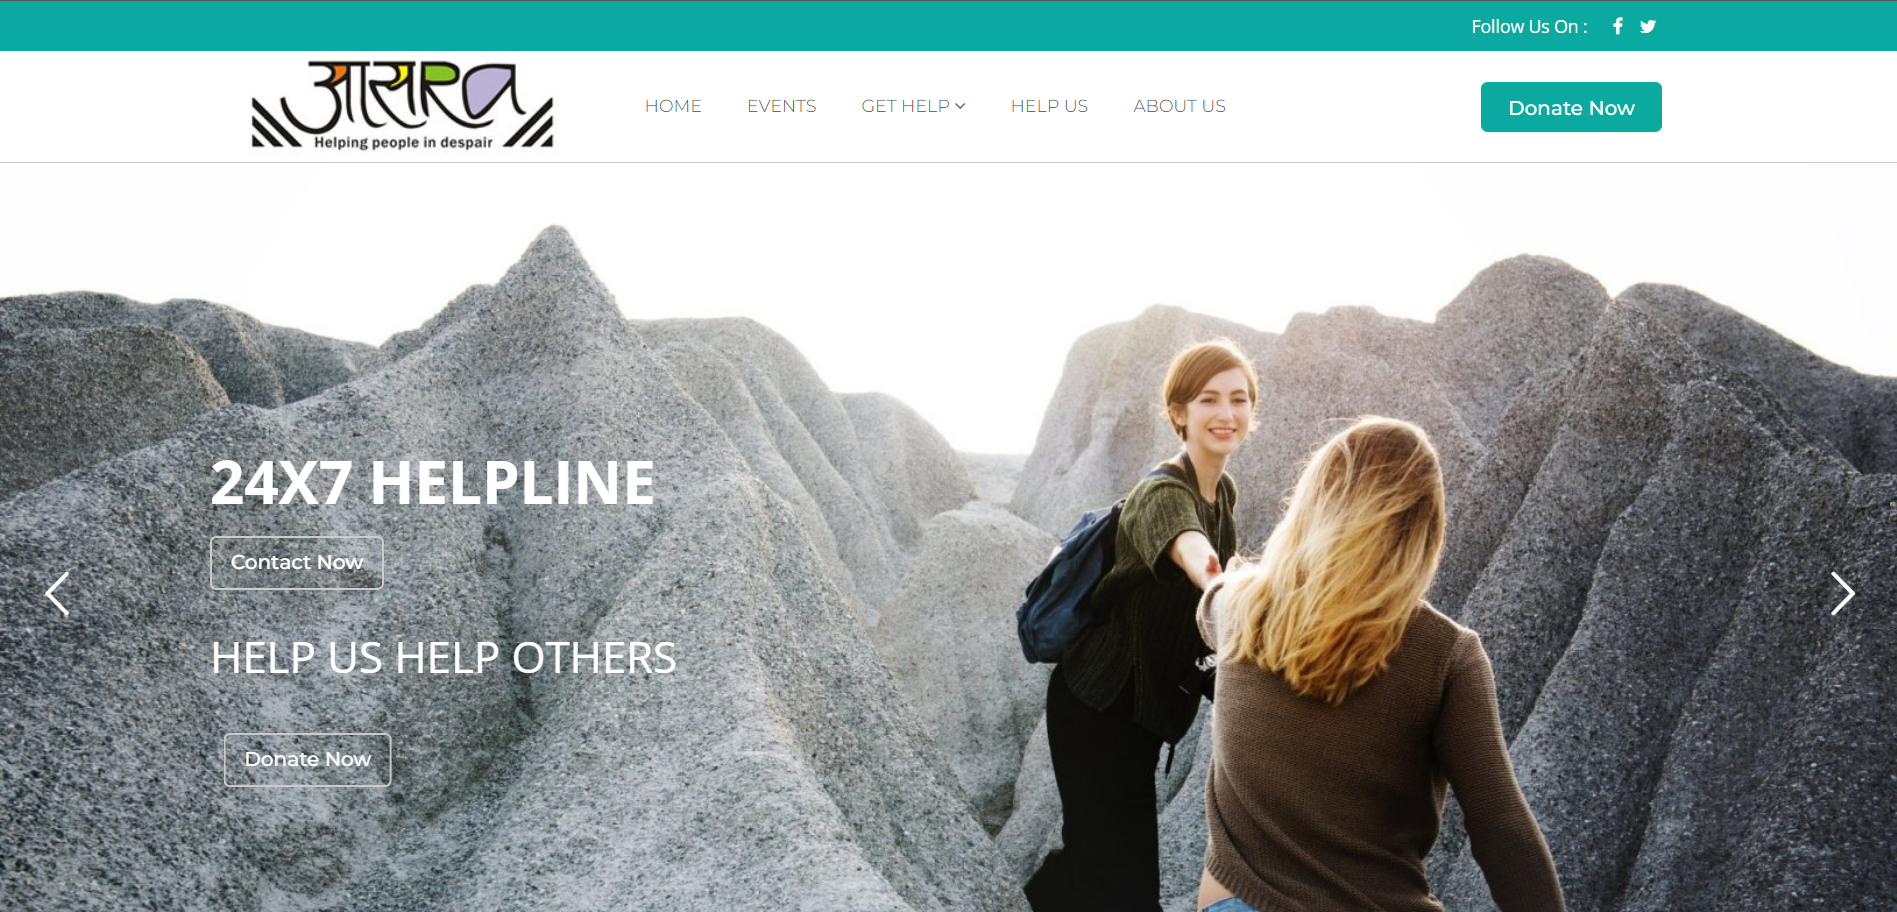 Follow Us On :
आसरा
Helping people in despair
HOME EVENTS GET HELP HELP US ABOUT US
Donate Now
24X7 HELPLINE
Contact Now
HELP US HELP OTHERS
Donate Now